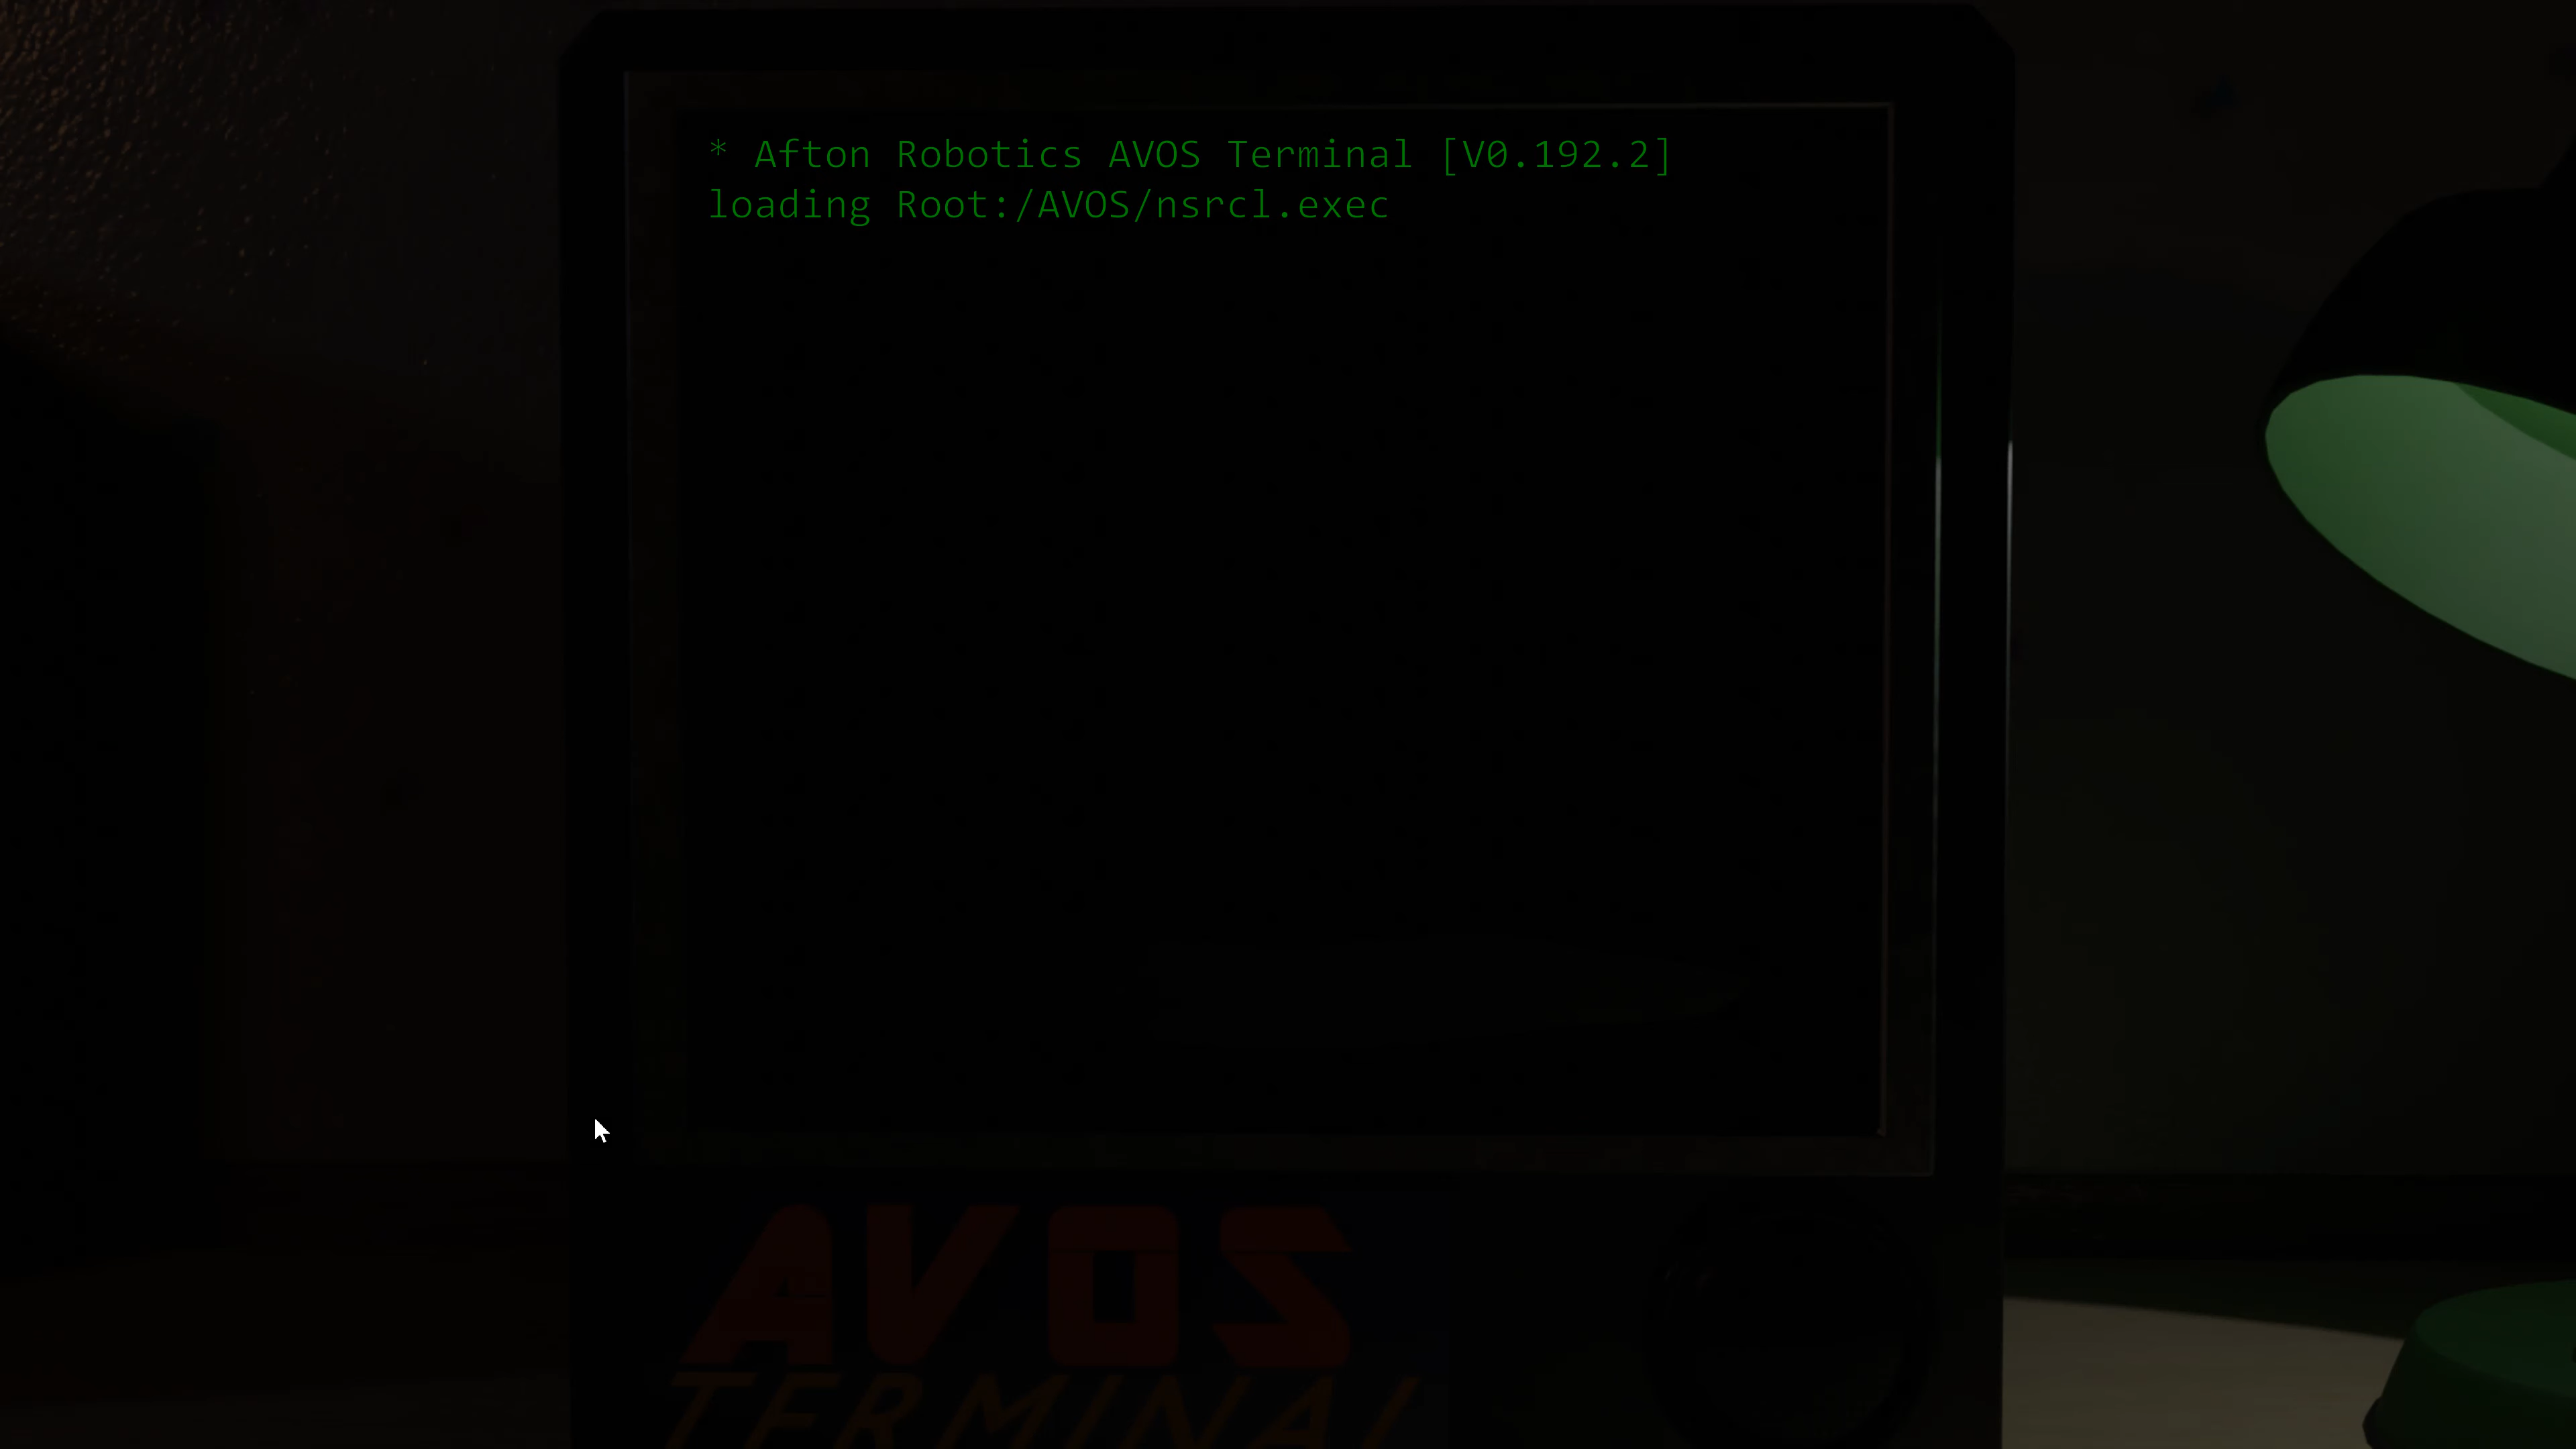 * Afton Robotics AVOS Terminal [V0.192.2]
loading Root:/AVOS/nsrcl.exec
AVOS
TERMINAL